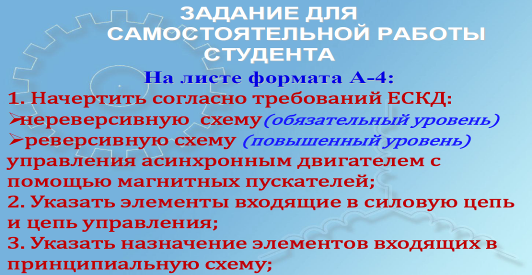 ЗАДАНИЕ ДЛЯ
САМОСТОЯТЕЛЬНОЙ РАБОТЫ
СТУДЕНТА
На листе формата А-4:
1. Начертить согласно требований ЕСКД:
➢нереверсивную схему(обязательный уровень)
➢реверсивную схему (повышенный уровень)
управления асинхронным двигателем с
помощью магнитных пускателей;
2. Указать элементы входящие в силовую цепь
и цепь управления;
3. Указать назначение элементов входящих в
принципиальную схему;